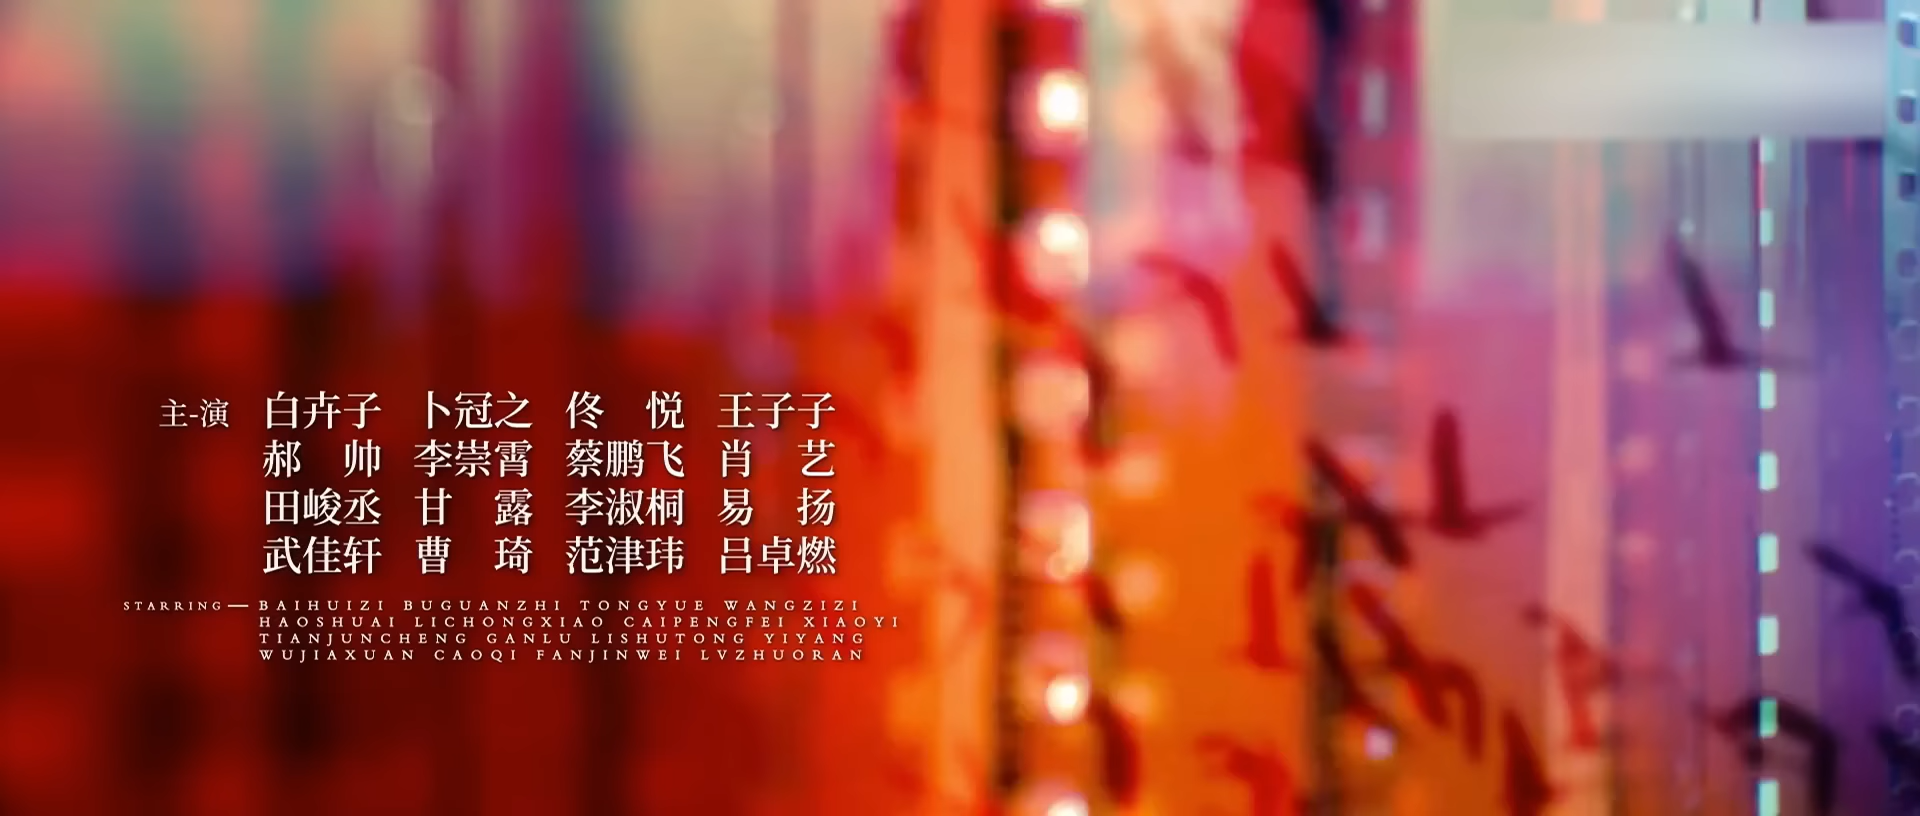 主-演 白卉子 卜冠之 佟 悦 王子子
郝 帅 李崇霄 蔡鹏飞 肖 艺
田峻丞 甘 露 李淑桐 易 扬
武佳轩 曹 琦 范津玮 吕卓燃
STARRING— BAIHUIZI BUGUANZHI TONGYUE WANGZIZI
HAOSHUAI LICHONGXIAO CAIPENGFEI XIAOYI
TIANJUNCHENG GANLU LISHUTONG YIYANG
WUJIAXUAN CAOQI FANJINWEI LVZHUORAN